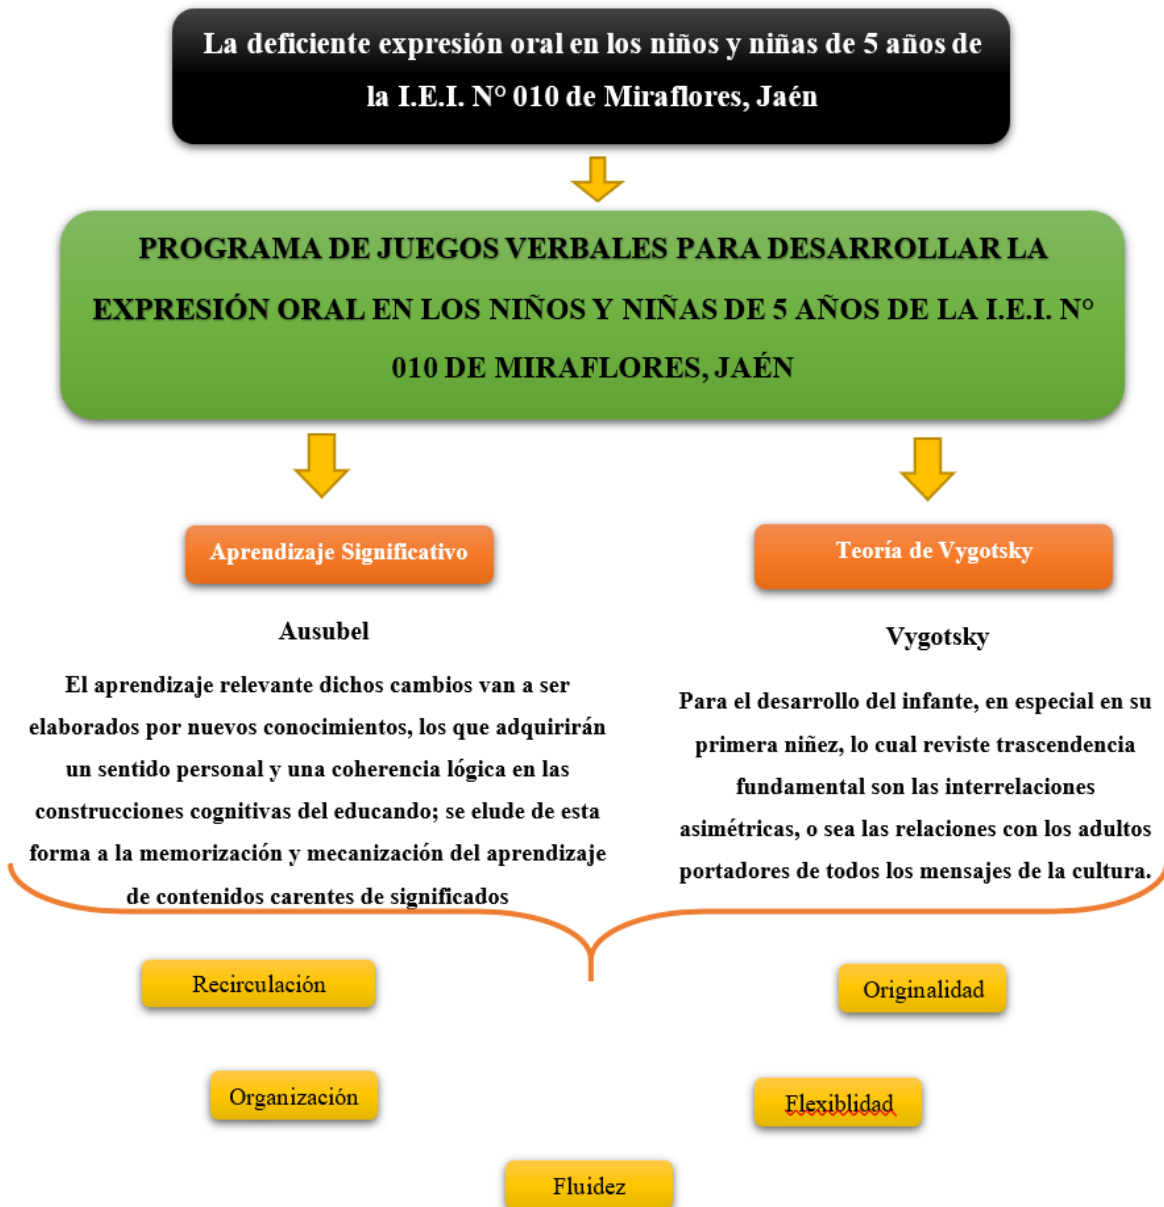 La deficiente expresión oral en los niños y niñas de 5 años de
la I.E.I. N° 010 de Miraflores, Jaén
PROGRAMA DE JUEGOS VERBALES PARA DESARROLLAR LA
EXPRESIÓN ORAL EN LOS NIÑOS Y NIÑAS DE 5 AÑOS DE LA I.E.I. N°
010 DE MIRAFLORES, JAÉN
Aprendizaje Significativo
Ausubel
El aprendizaje relevante dichos cambios van a ser
elaborados por nuevos conocimientos, los que adquirirán
un sentido personal y una coherencia lógica en las
construcciones cognitivas del educando; se elude de esta
forma a la memorización y mecanización del aprendizaje
de contenidos carentes de significados
Teoría de Vygotsky
Vygotsky
Para el desarrollo del infante, en especial en su
primera niñez, lo cual reviste trascendencia
fundamental son las interrelaciones
asimétricas, o sea las relaciones con los adultos
portadores de todos los mensajes de la cultura.
Recirculación
Originalidad
Organización
Flexiblidad
Fluidez